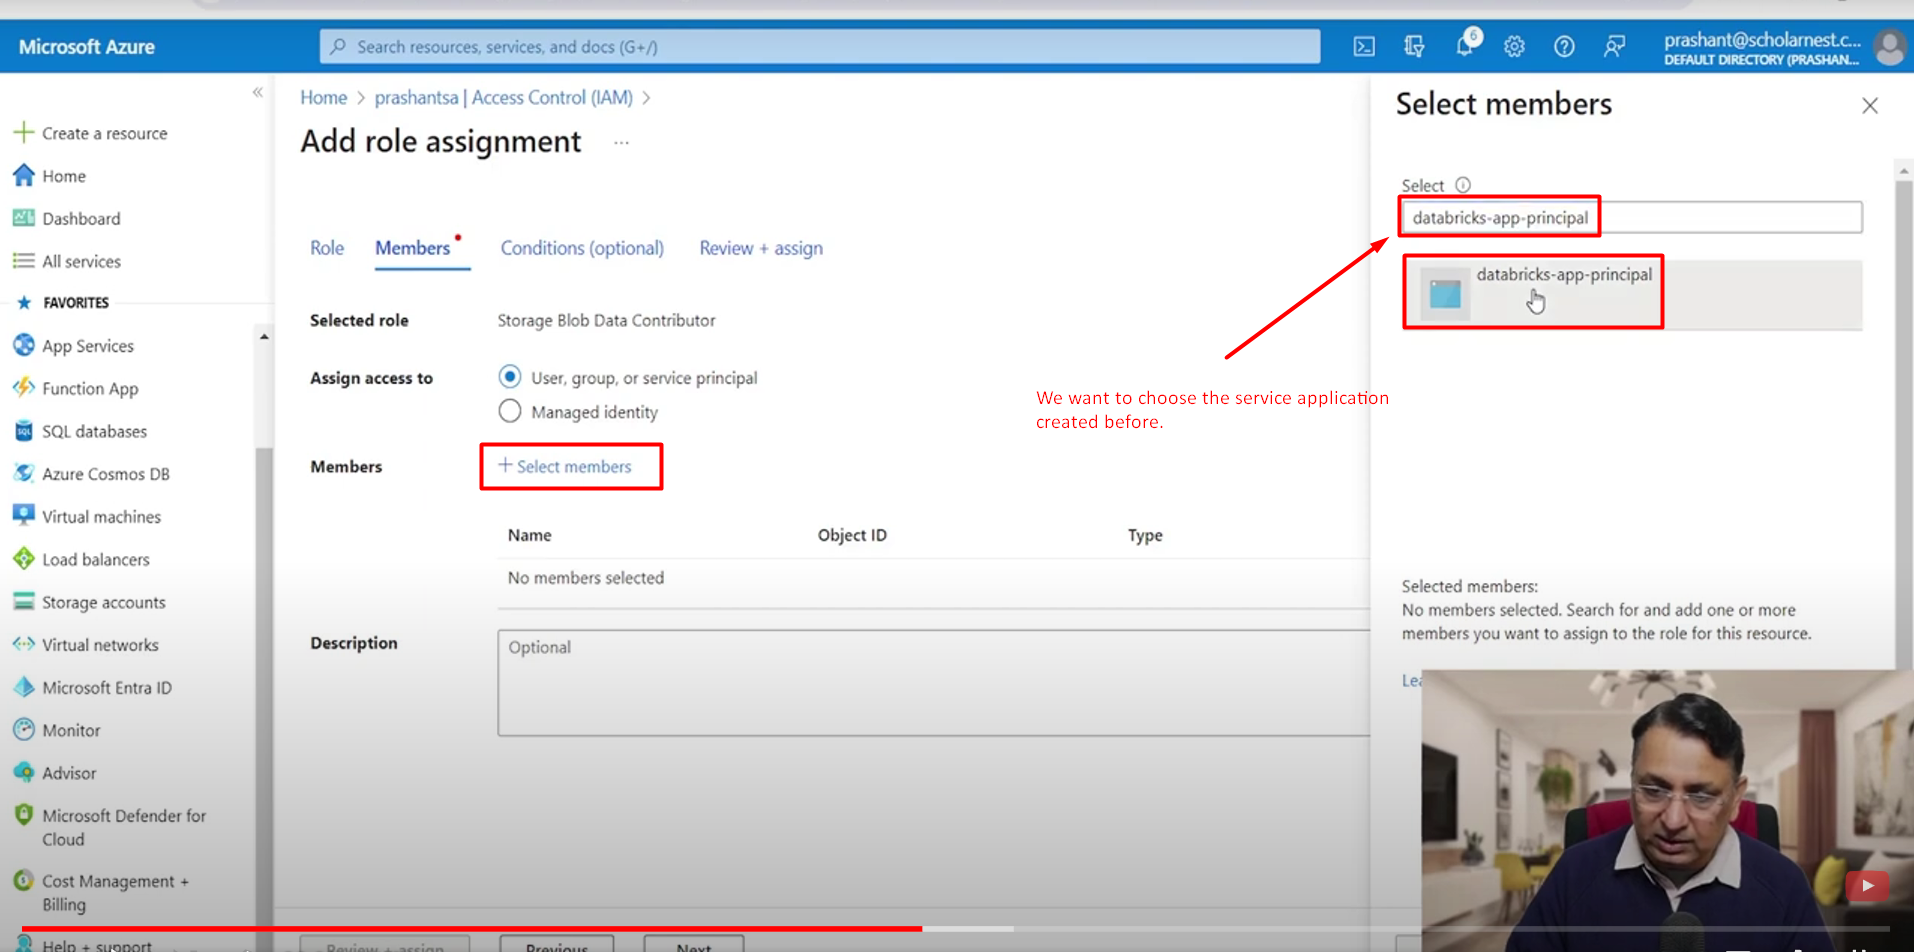 Microsoft Azure
Search resources, services, and docs (G+/)
6
prashant@scholarnest.c...
DEFAULT DIRECTORY (PRASHAN...
«
Create a resource
Home
Dashboard
All services
FAVORITES
App Services
Function App
SQL databases
Azure Cosmos DB
Virtual machines
Load balancers
Storage accounts
Virtual networks
Microsoft Entra ID
Monitor
Advisor
Microsoft Defender for
Cloud
Cost Management +
Billing
Help + support
Home > prashantsa | Access Control (IAM) >
Add role assignment ...
Role Members Conditions (optional) Review + assign
Selected role Storage Blob Data Contributor
Assign access to User, group, or service principal
Managed identity
Members + Select members
Name Object ID Type
No members selected
Description Optional
Review + assign Previous Next
We want to choose the service application
created before.
Select members
Select
databricks-app-principal
databricks-app-principal
Selected members:
No members selected. Search for and add one or more
members you want to assign to the role for this resource.